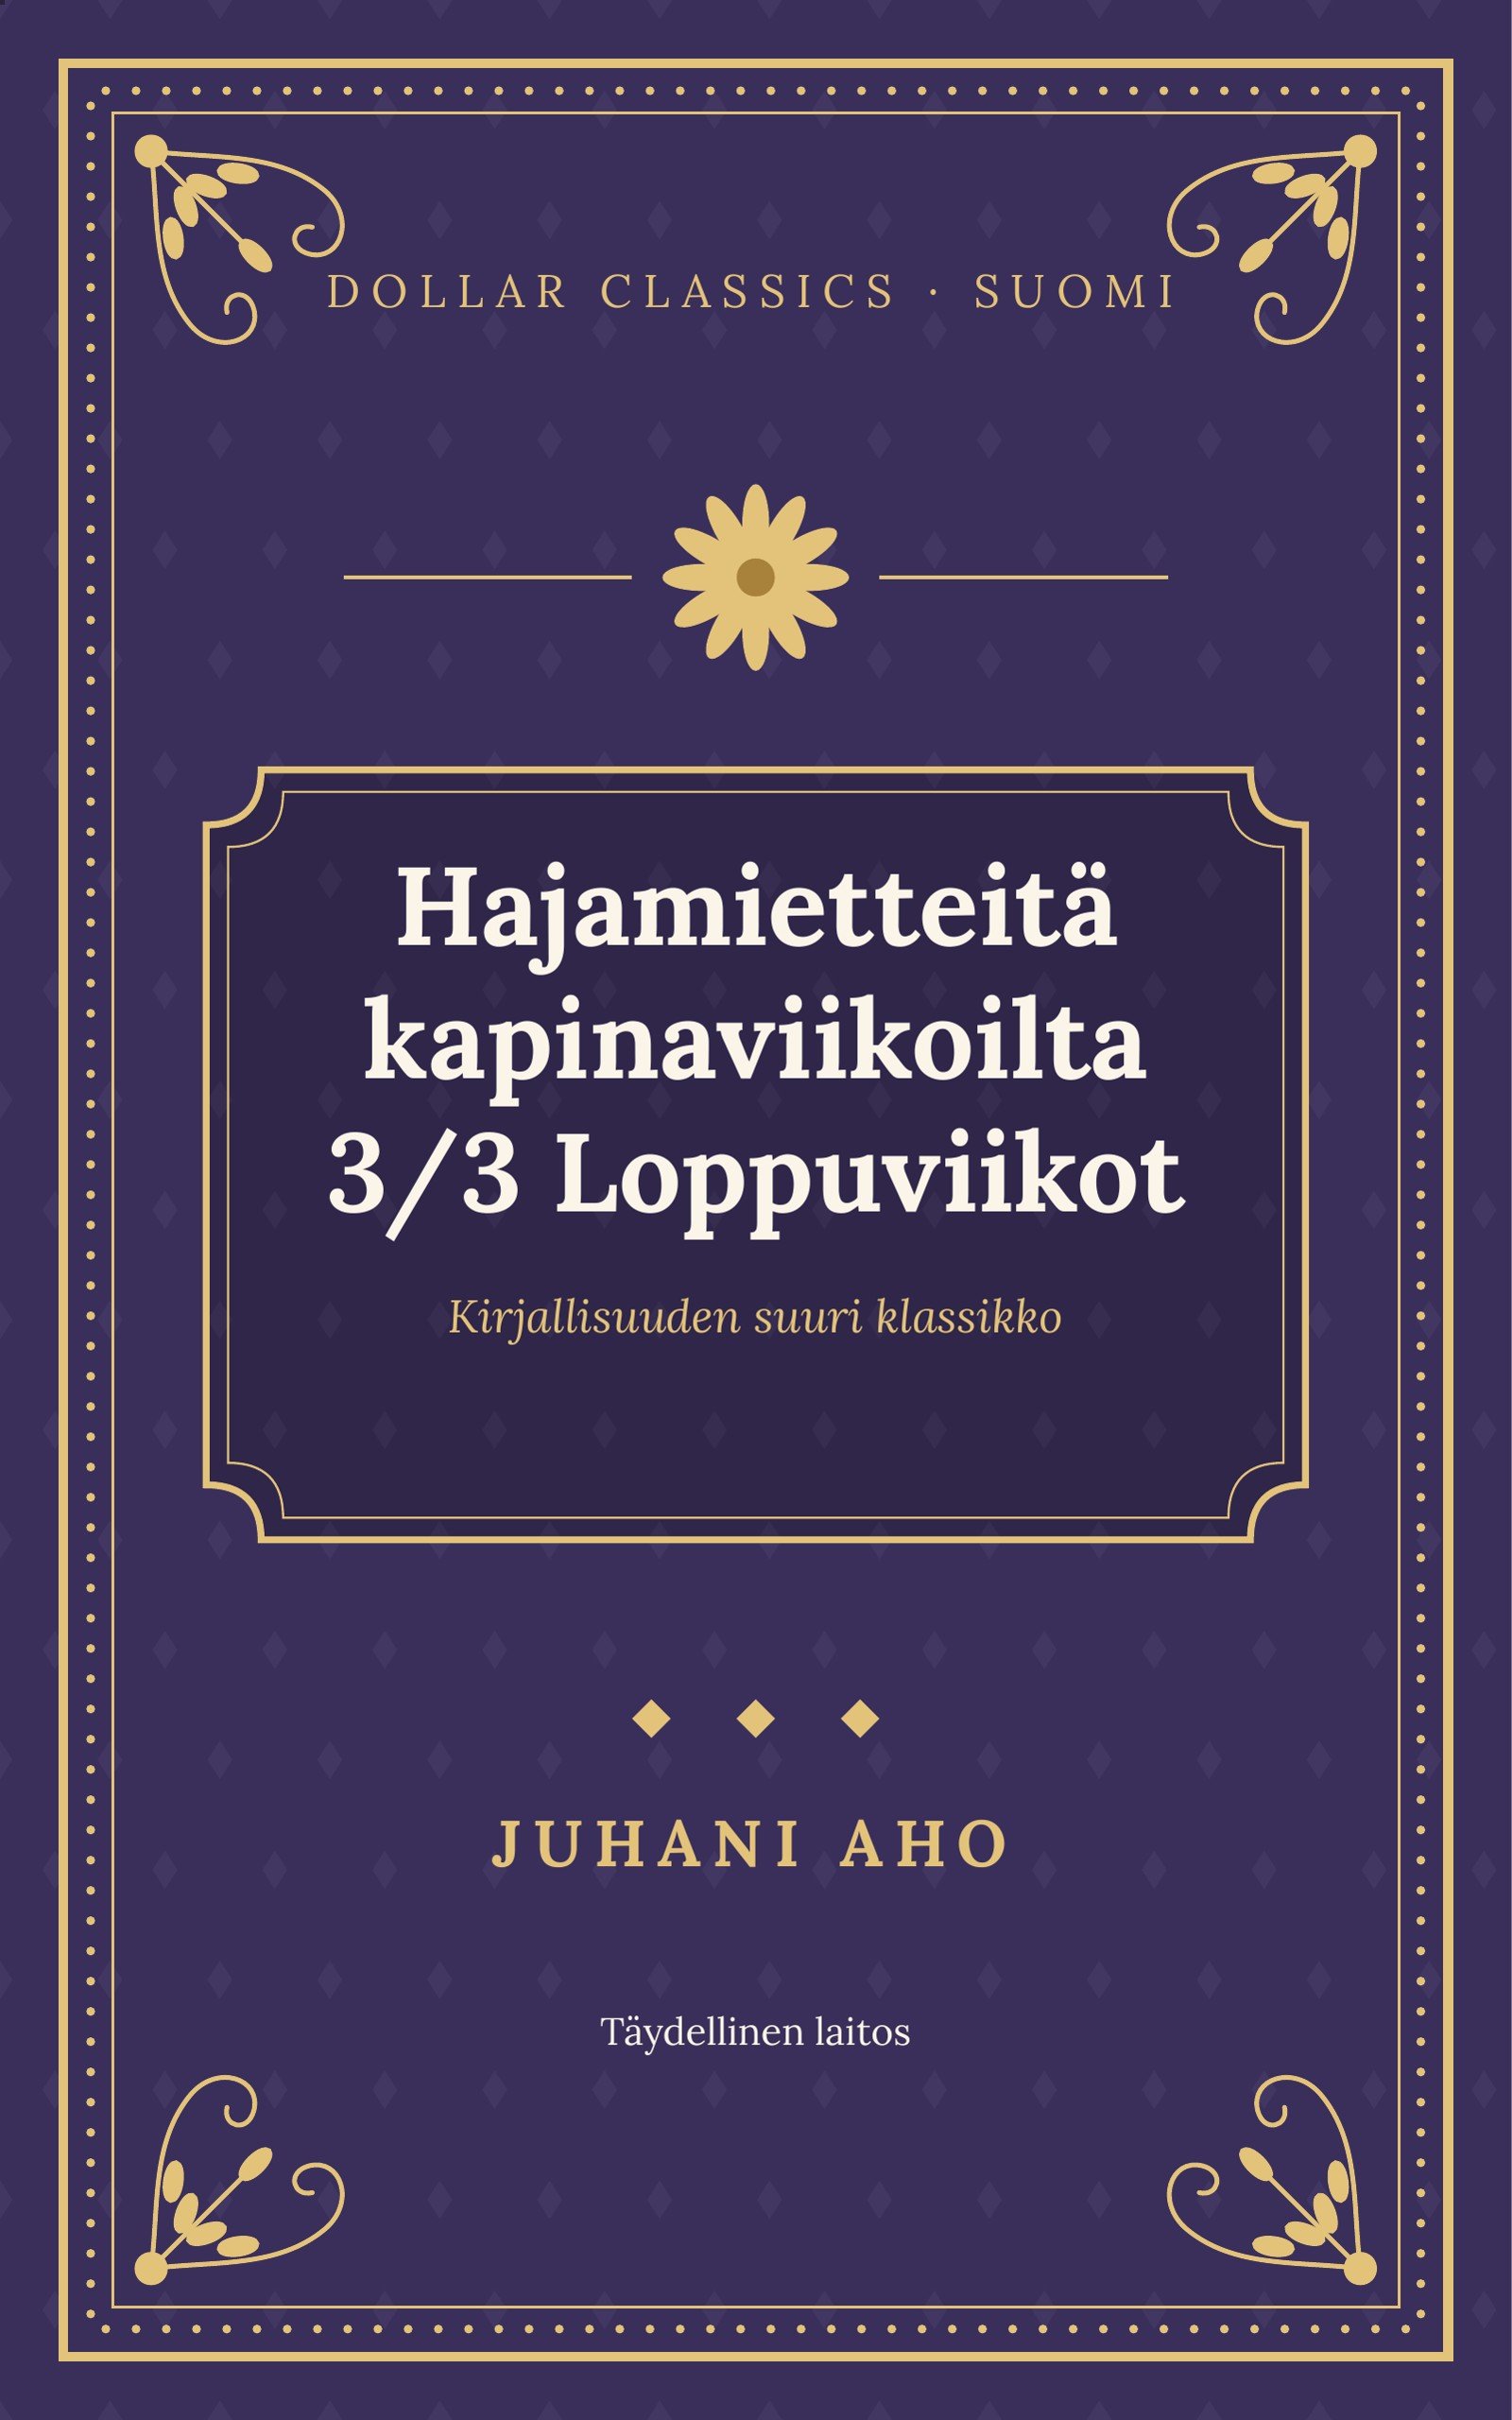 DOLLAR CLASSICS · SUOMI
Hajamietteitä
kapinaviikoilta
3/3 Loppuviikot
Kirjallisuuden suuri klassikko
JUHANI AHO
Täydellinen laitos